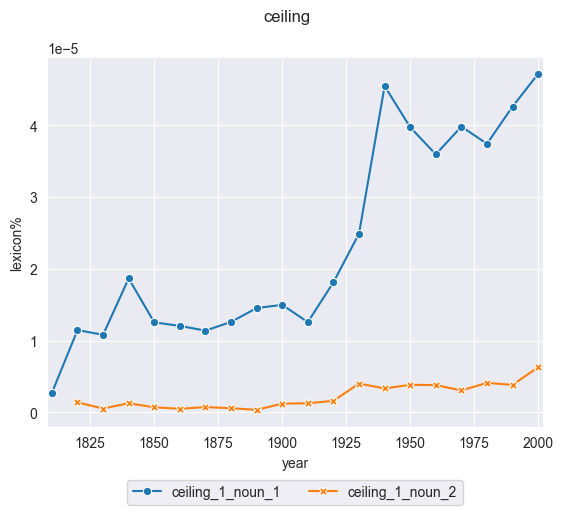 ceiling
1e−5
4
3
2
1
0
lexicon%
1825 1850 1875 1900 1925 1950 1975 2000
year
ceiling_1_noun_1 ceiling_1_noun_2